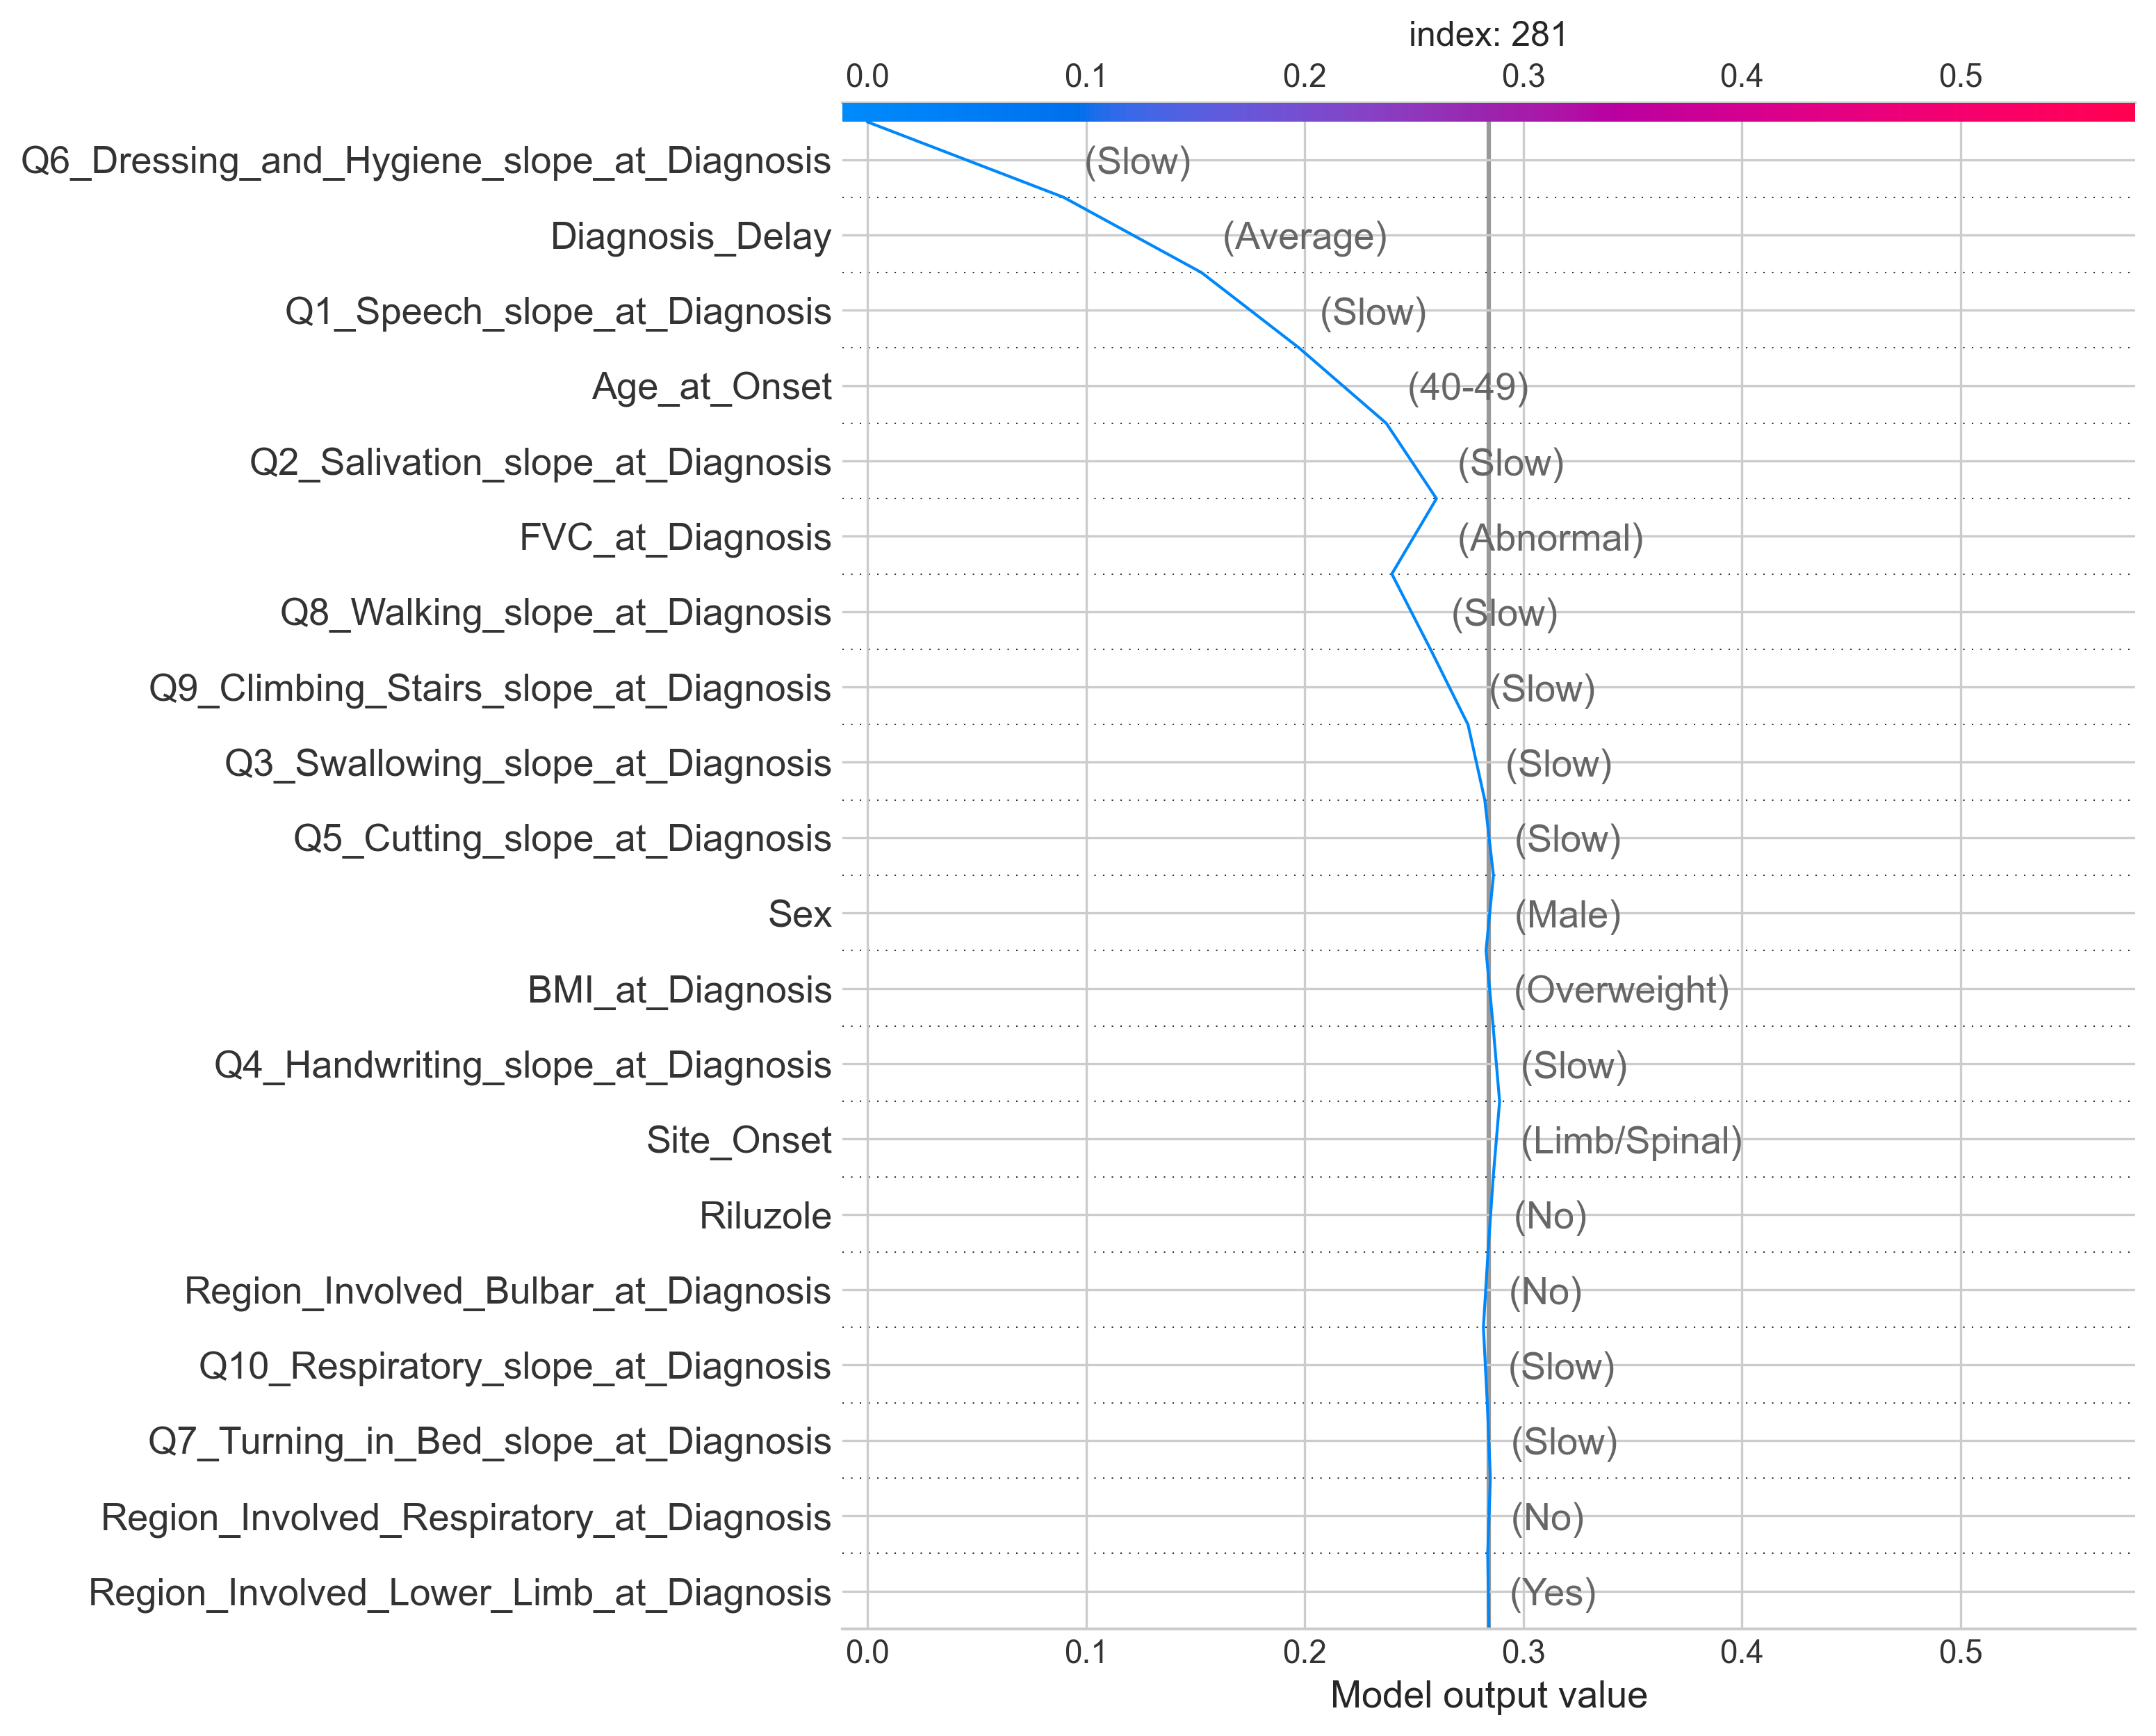 index: 281
0.0 0.1 0.2 0.3 0.4 0.5
Q6_Dressing_and_Hygiene_slope_at_Diagnosis (Slow)
Diagnosis_Delay (Average)
Q1_Speech_slope_at_Diagnosis (Slow)
Age_at_Onset (40-49)
Q2_Salivation_slope_at_Diagnosis (Slow)
FVC_at_Diagnosis (Abnormal)
Q8_Walking_slope_at_Diagnosis (Slow)
Q9_Climbing_Stairs_slope_at_Diagnosis (Slow)
Q3_Swallowing_slope_at_Diagnosis (Slow)
Q5_Cutting_slope_at_Diagnosis (Slow)
Sex (Male)
BMI_at_Diagnosis (Overweight)
Q4_Handwriting_slope_at_Diagnosis (Slow)
Site_Onset (Limb/Spinal)
Riluzole (No)
Region_Involved_Bulbar_at_Diagnosis (No)
Q10_Respiratory_slope_at_Diagnosis (Slow)
Q7_Turning_in_Bed_slope_at_Diagnosis (Slow)
Region_Involved_Respiratory_at_Diagnosis (No)
Region_Involved_Lower_Limb_at_Diagnosis (Yes)
0.0 0.1 0.2 0.3 0.4 0.5
Model output value